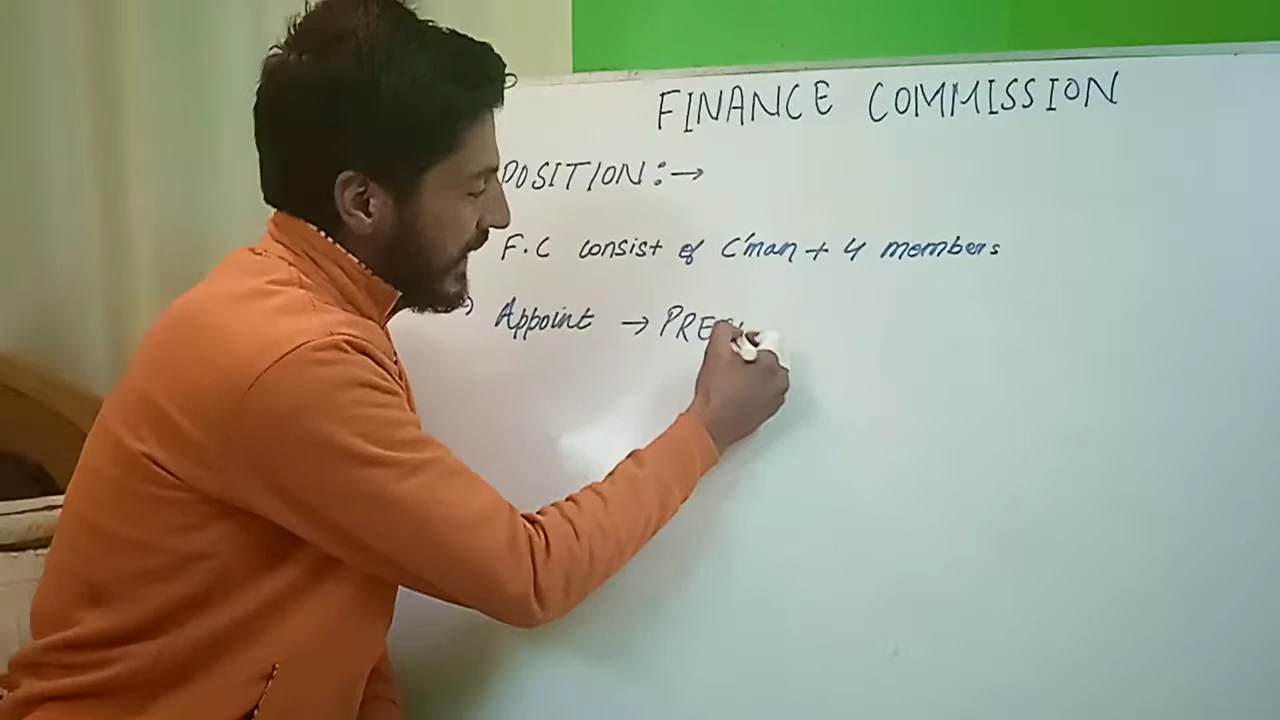 FINANCE COMMISSION
POSITION:→
F.C consist of C'man + 4 members
Appoint → PRE